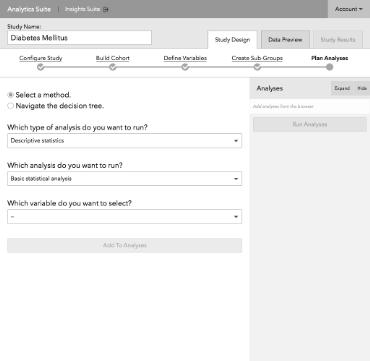 Analytics Suite | Insights Suite Account
Study Name:
Diabetes Mellitus
Study Design Data Preview Study Results
Configure Study Build Cohort Define Variables Create Sub-Groups Plan Analyses
Select a method.
Navigate the decision tree.
Analyses Expand Hide
Add analyses from the browser
Run Analyses
Which type of analysis do you want to run?
Descriptive statistics
Which analysis do you want to run?
Basic statistical analysis
Which variable do you want to select?
--
Add To Analyses